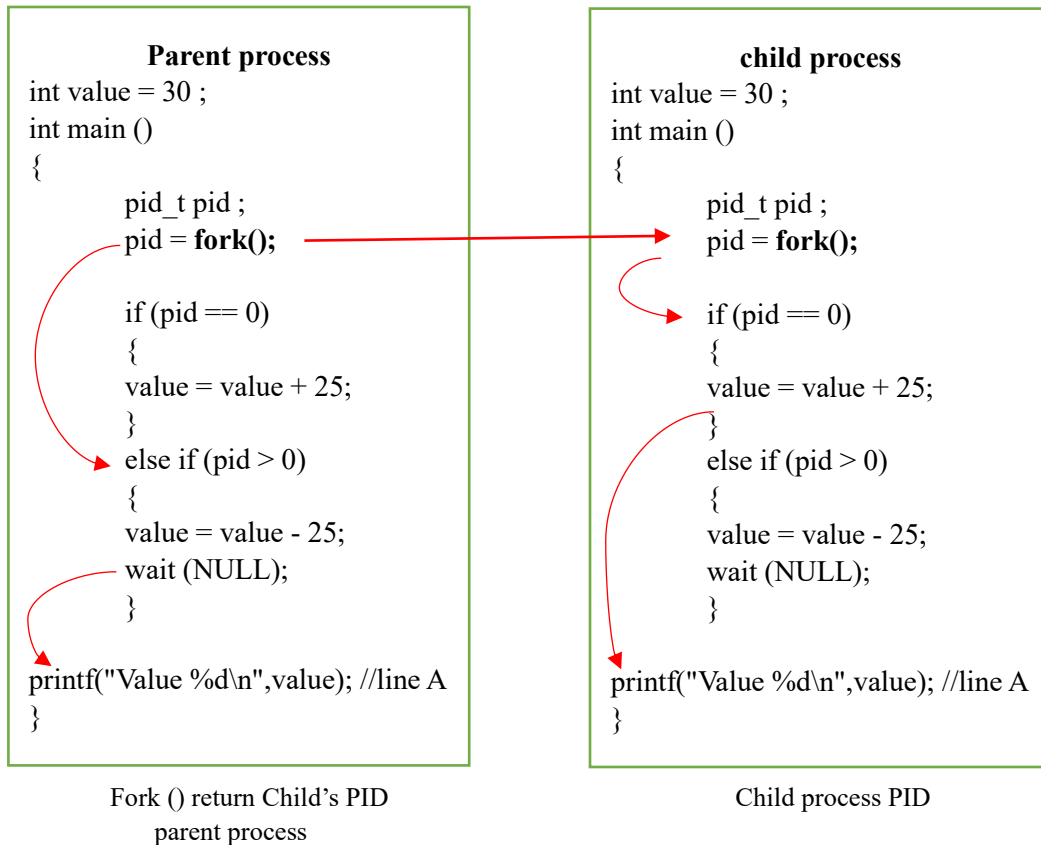 Parent process
int value = 30 ;
int main ()
{
pid_t pid ;
pid = fork();
if (pid == 0)
{
value = value + 25;
}
else if (pid > 0)
{
value = value - 25;
wait (NULL);
}
printf("Value %d\n",value); //line A
}
Fork () return Child’s PID
parent process
child process
int value = 30 ;
int main ()
{
pid_t pid ;
pid = fork();
if (pid == 0)
{
value = value + 25;
}
else if (pid > 0)
{
value = value - 25;
wait (NULL);
}
printf("Value %d\n",value); //line A
}
Child process PID